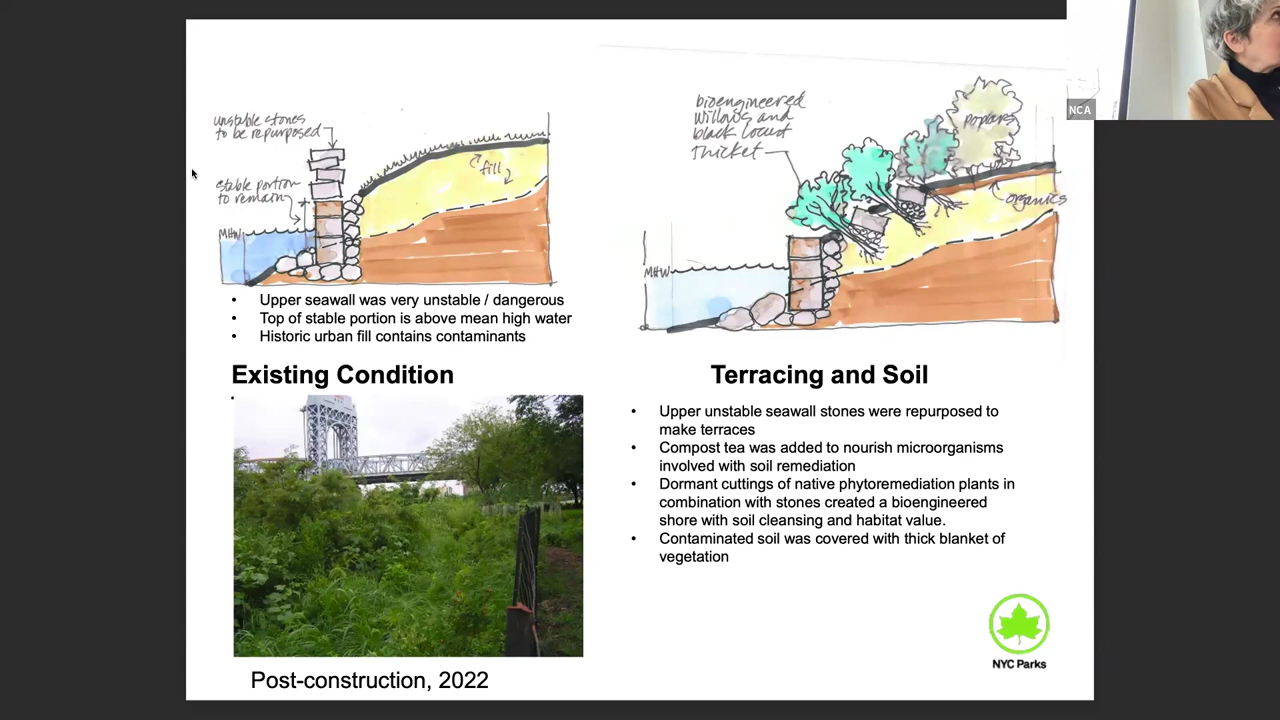 unstable stones
to be repurposed
stable portion
to remain
MHW
fill
• Upper seawall was very unstable / dangerous
• Top of stable portion is above mean high water
• Historic urban fill contains contaminants
Existing Condition
Post-construction, 2022
bioengineered
willows and
black locust
thicket
poplars
organics
MHW
Terracing and Soil
• Upper unstable seawall stones were repurposed to
make terraces
• Compost tea was added to nourish microorganisms
involved with soil remediation
• Dormant cuttings of native phytoremediation plants in
combination with stones created a bioengineered
shore with soil cleansing and habitat value.
• Contaminated soil was covered with thick blanket of
vegetation
NYC Parks
NCA